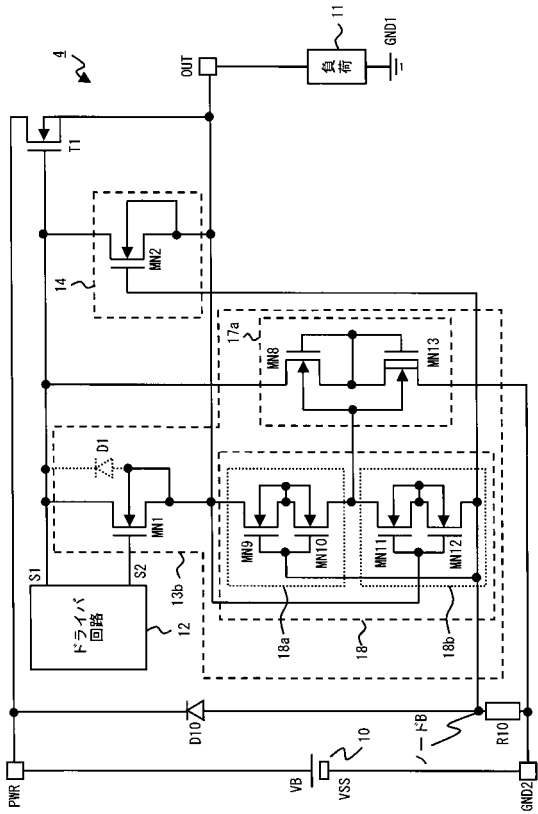 4
11
OUT
負荷
GND1
T1
14
MN2
17a
MN8
MN13
D1
MN1
S1
S2
13b
ドライバ
回路
12
MN9
MN10
MN11
MN12
18a
18
18b
D10
ノードB
R10
PWR
VB
10
VSS
GND2